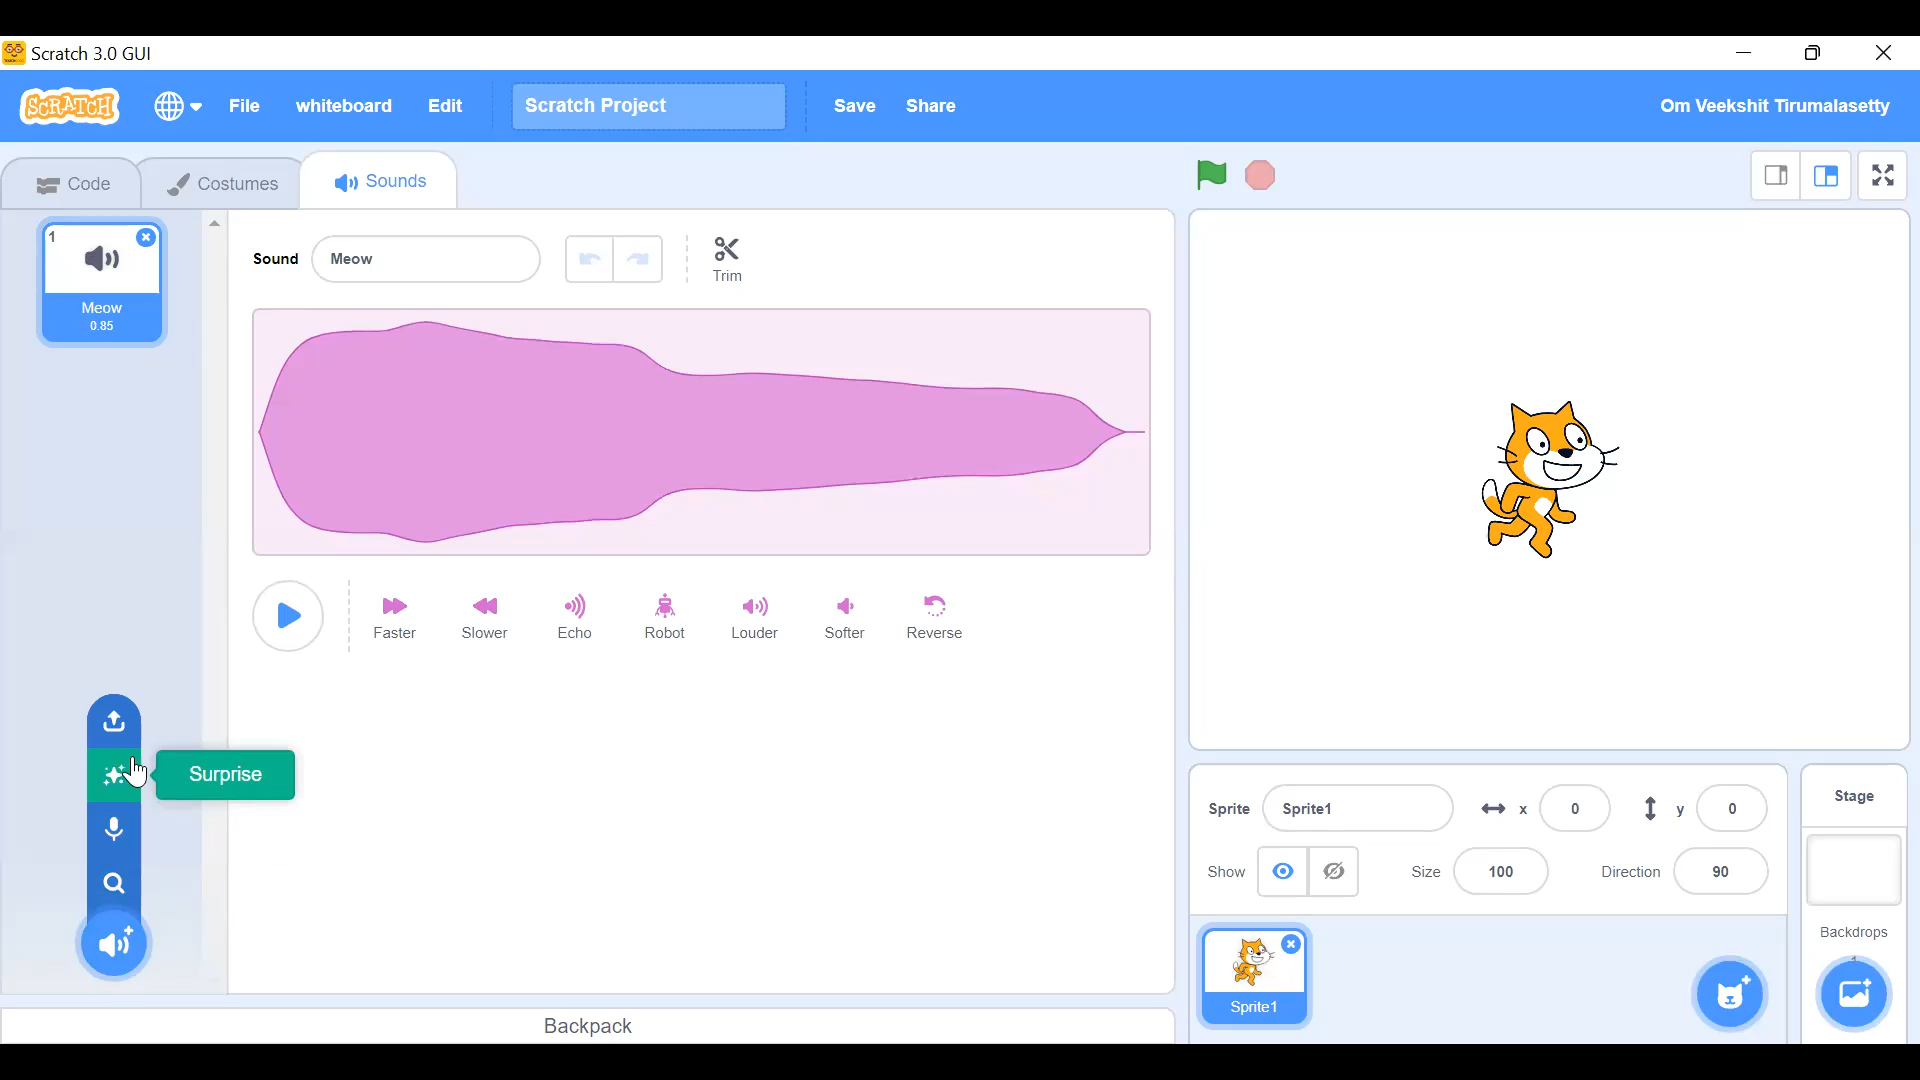 Scratch 3.0 GUI
SCRATCH File whiteboard Edit Scratch Project Save Share Om Veekshit Tirumalasetty
Code Costumes Sounds
1
Meow
0.85
Sound Meow
Trim
Faster Slower Echo Robot Louder Softer Reverse
Surprise
Backpack
Sprite Sprite1 x 0 y 0
Show Size 100 Direction 90
Sprite1
Stage
Backdrops